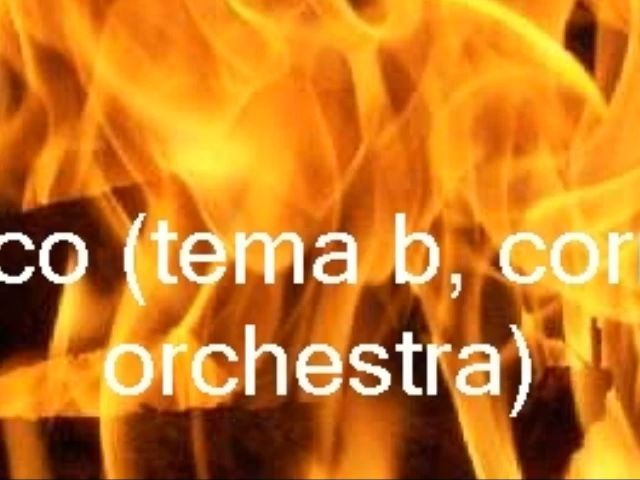 co (tema b, cor
orchestra)